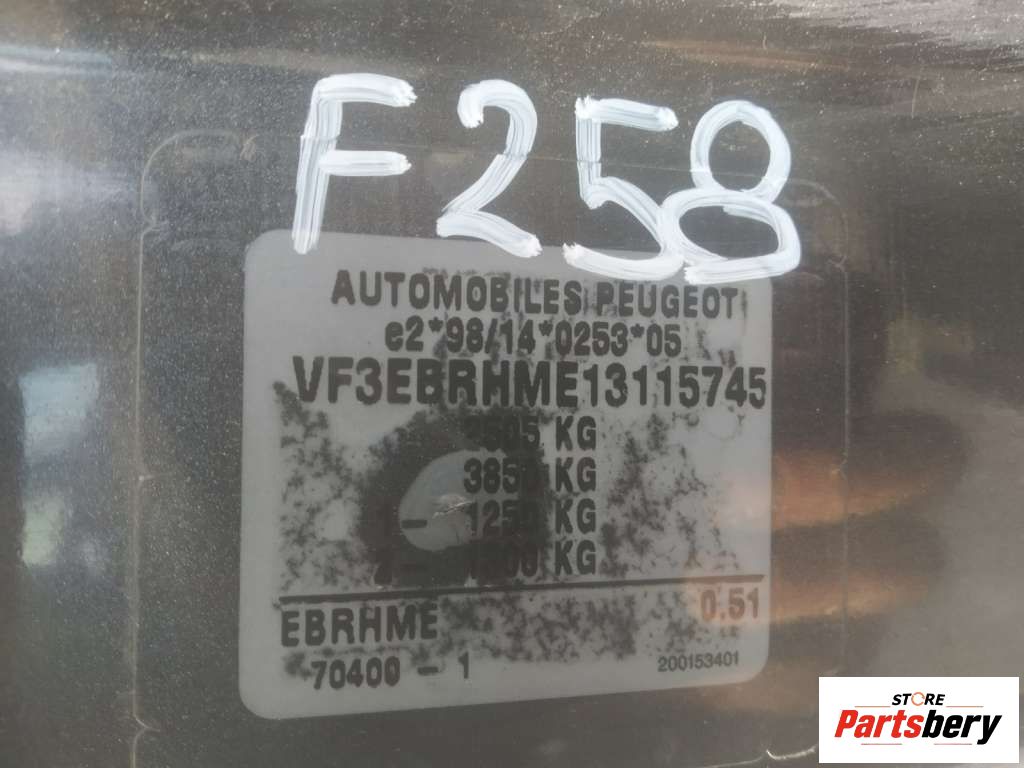 F258
AUTOMOBILES PEUGEOT
e2*98/14*0253*05
VF3EBRHME13115745
KG
KG
1- KG
KG
EBRHME 0.51
70400 - 1 200153401
STORE
Partsbery